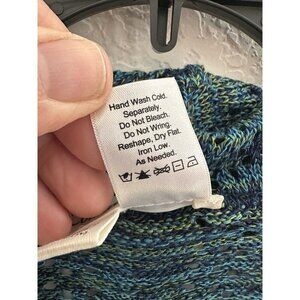 Hand Wash Cold.
Separately.
Do Not Bleach.
Do Not Wring.
Reshape, Dry Flat.
Iron Low.
As Needed.